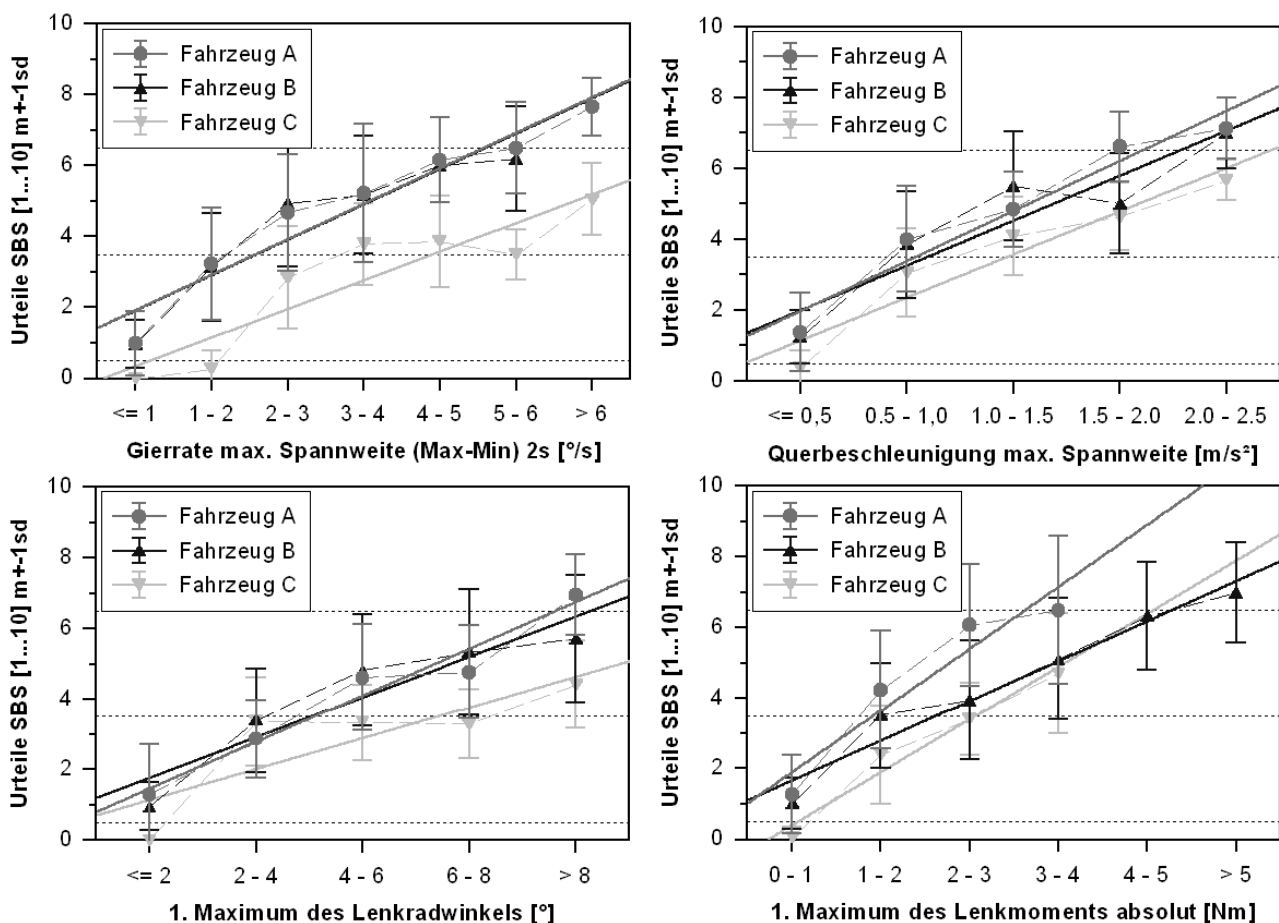 Urteile SBS [1...10] m+-1sd
10
8
6
4
2
0
Fahrzeug A
Fahrzeug B
Fahrzeug C
<= 1 1 - 2 2 - 3 3 - 4 4 - 5 5 - 6 > 6
Gierrate max. Spannweite (Max-Min) 2s [°/s]
Urteile SBS [1...10] m+-1sd
10
8
6
4
2
0
Fahrzeug A
Fahrzeug B
Fahrzeug C
<= 0,5 0.5 - 1,0 1.0 - 1.5 1.5 - 2.0 2.0 - 2.5
Querbeschleunigung max. Spannweite [m/s²]
Urteile SBS [1...10] m+-1sd
10
8
6
4
2
0
Fahrzeug A
Fahrzeug B
Fahrzeug C
<= 2 2 - 4 4 - 6 6 - 8 > 8
1. Maximum des Lenkradwinkels [°]
Urteile SBS [1...10] m+-1sd
10
8
6
4
2
0
Fahrzeug A
Fahrzeug B
Fahrzeug C
0 - 1 1 - 2 2 - 3 3 - 4 4 - 5 > 5
1. Maximum des Lenkmoments absolut [Nm]